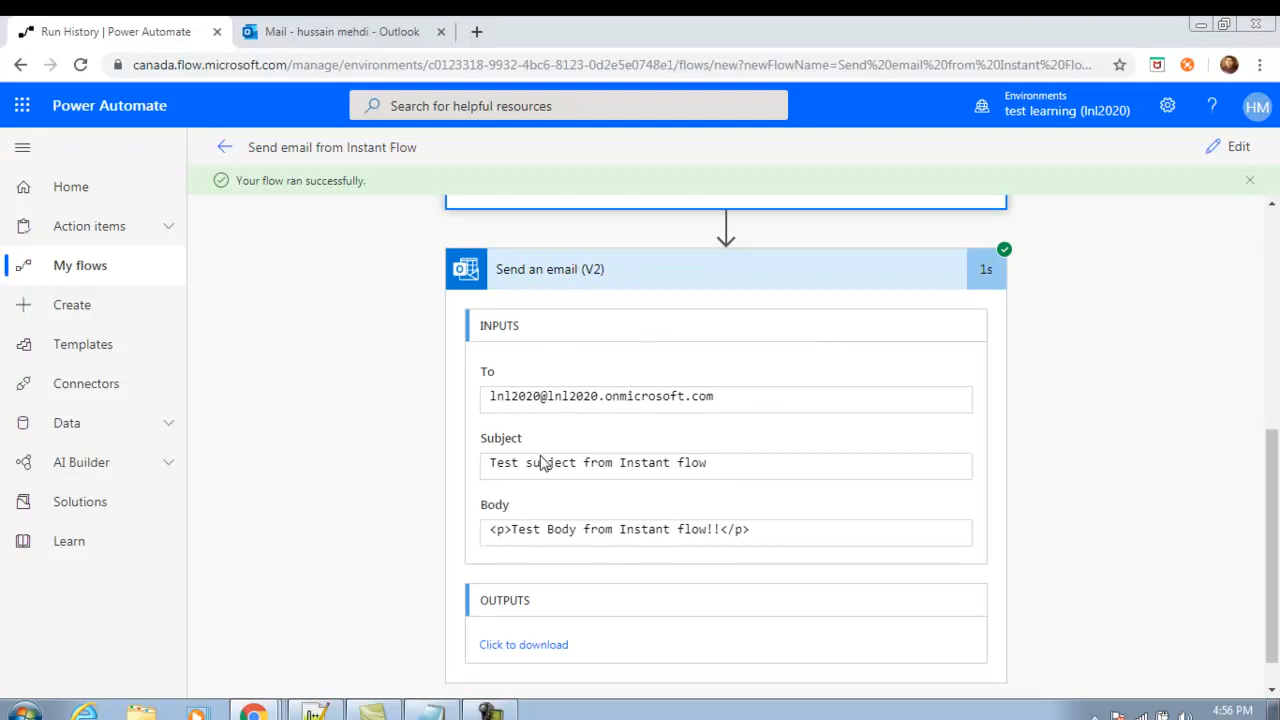 Run History | Power Automate
Mail - hussain mehdi - Outlook
canada.flow.microsoft.com/manage/environments/c0123318-9932-4bc6-8123-0d2e5e0748e1/flows/new?newFlowName=Send%20email%20from%20Instant%20Flo...
Power Automate
Search for helpful resources
Environments
test learning (lnl2020)
?
HM
Send email from Instant Flow
Edit
Your flow ran successfully.
Home
Action items
My flows
Create
Templates
Connectors
Data
AI Builder
Solutions
Learn
Send an email (V2)
1s
INPUTS
To
lnl2020@lnl2020.onmicrosoft.com
Subject
Test subject from Instant flow
Body
<p>Test Body from Instant flow!!</p>
OUTPUTS
Click to download
4:56 PM